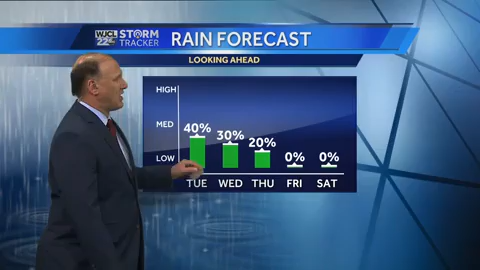 WJCL
22
STORM
TRACKER
RAIN FORECAST
LOOKING AHEAD
HIGH
MED
LOW
40% 30% 20% 0% 0%
TUE WED THU FRI SAT